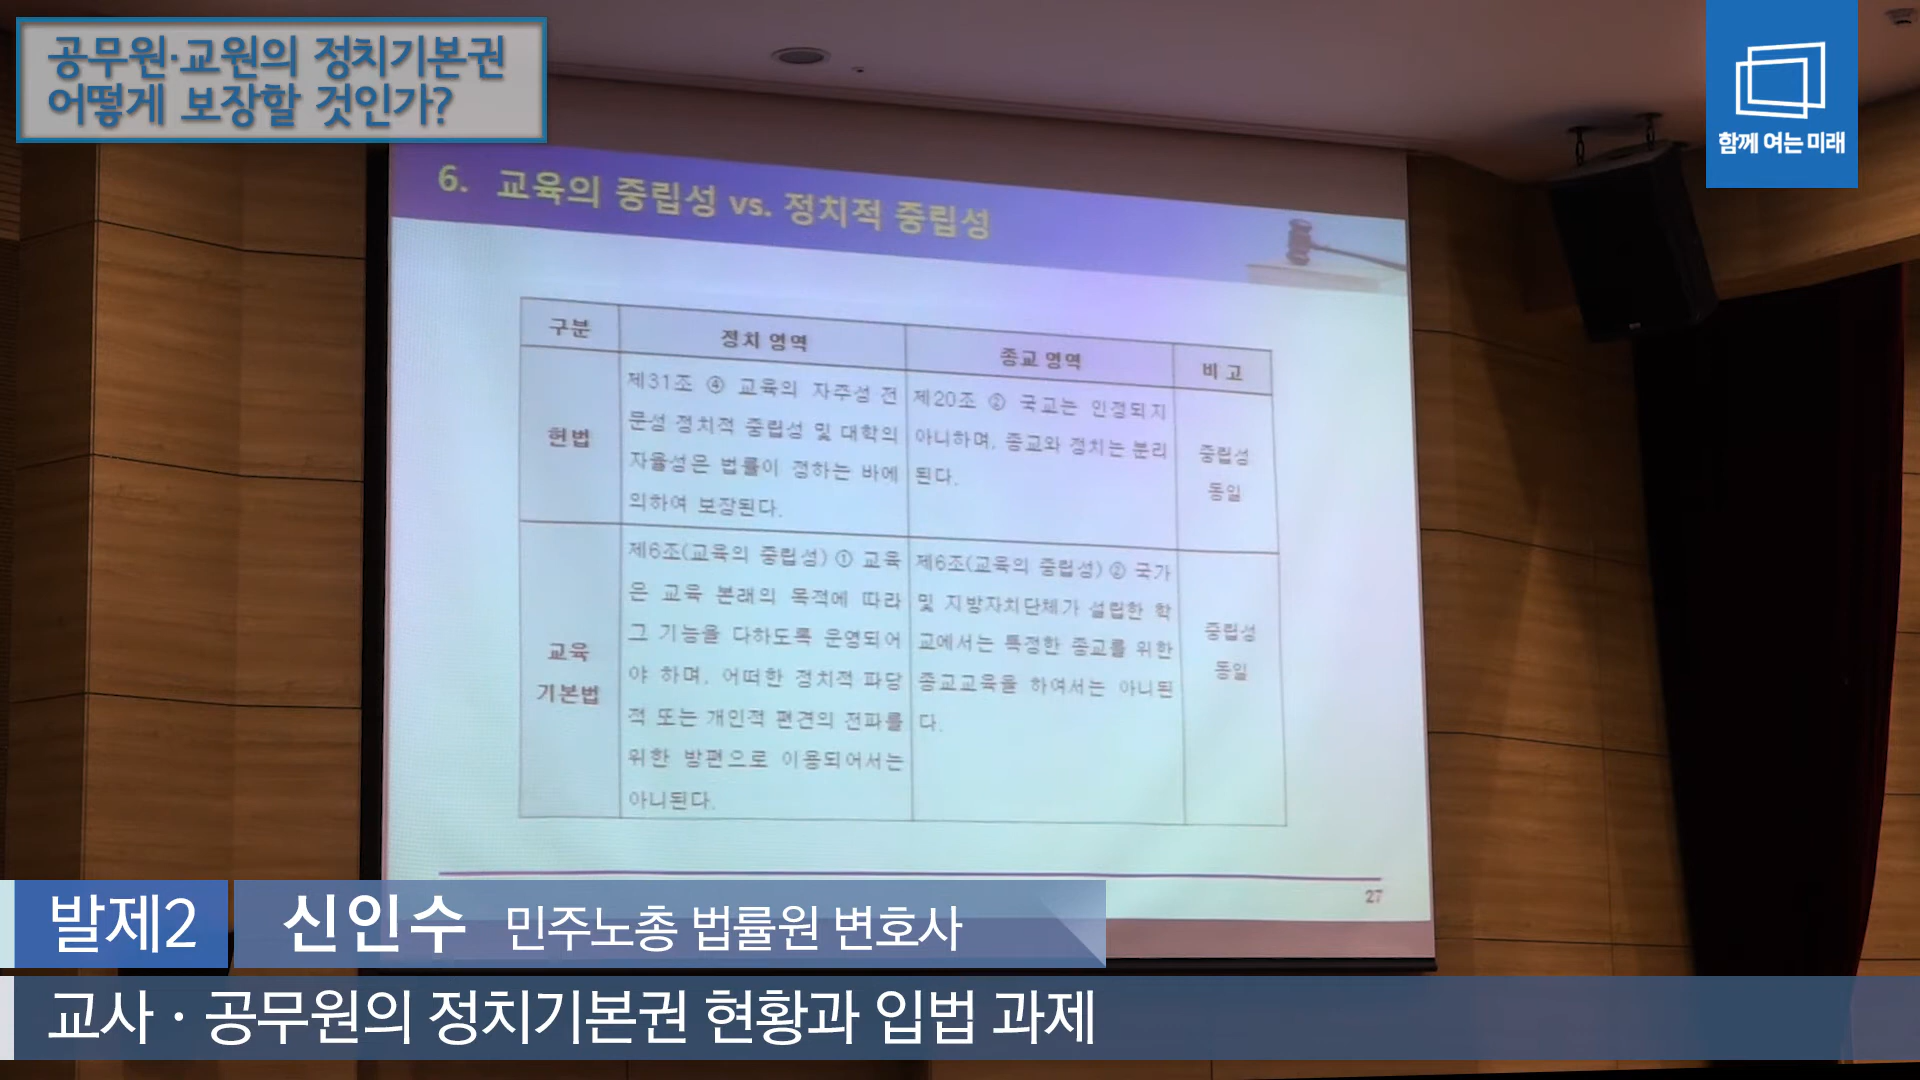 공무원·교원의 정치기본권
어떻게 보장할 것인가?
함께 여는 미래
6. 교육의 중립성 vs. 정치적 중립성
구분
정치 영역
종교 영역
비 고
헌법
제31조 ④ 교육의 자주성 전
문성 정치적 중립성 및 대학의
자율성은 법률이 정하는 바에
의하여 보장된다.
제20조 ② 국교는 인정되지
아니하며, 종교와 정치는 분리
된다.
중립성
동일
교육
기본법
제6조(교육의 중립성) ① 교육
은 교육 본래의 목적에 따라
그 기능을 다하도록 운영되어
야 하며, 어떠한 정치적 파당
적 또는 개인적 편견의 전파를
위한 방편으로 이용되어서는
아니된다.
제6조(교육의 중립성) ② 국가
및 지방자치단체가 설립한 학
교에서는 특정한 종교를 위한
종교교육을 하여서는 아니된
다.
중립성
동일
27
발제2
신인수 민주노총 법률원 변호사
교사 · 공무원의 정치기본권 현황과 입법 과제